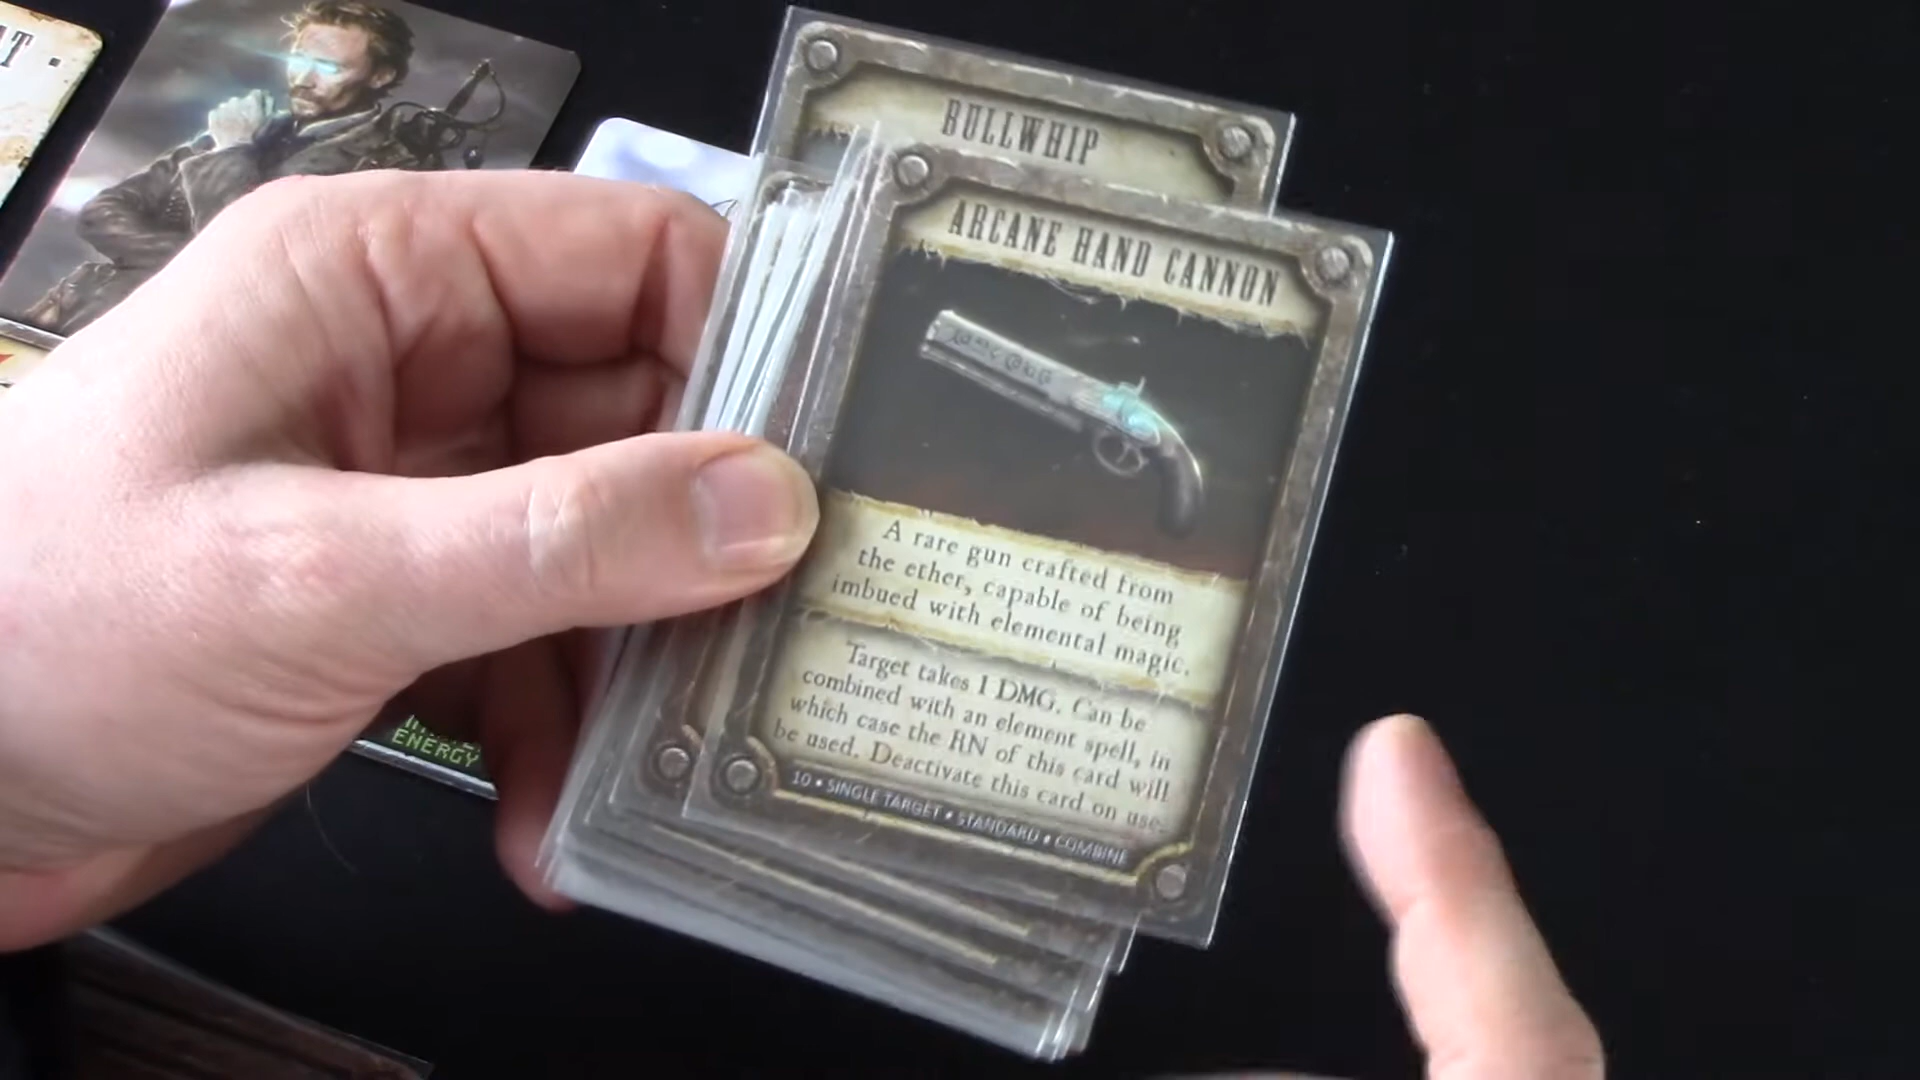 BULLWHIP
ARCANE HAND CANNON
A rare gun crafted from
the ether, capable of being
imbued with elemental magic.
Target takes 1 DMG. Can be
combined with an element spell, in
which case the RN of this card will
be used. Deactivate this card on use.
10 • SINGLE TARGET • STANDARD • COMBINE
ENERGY